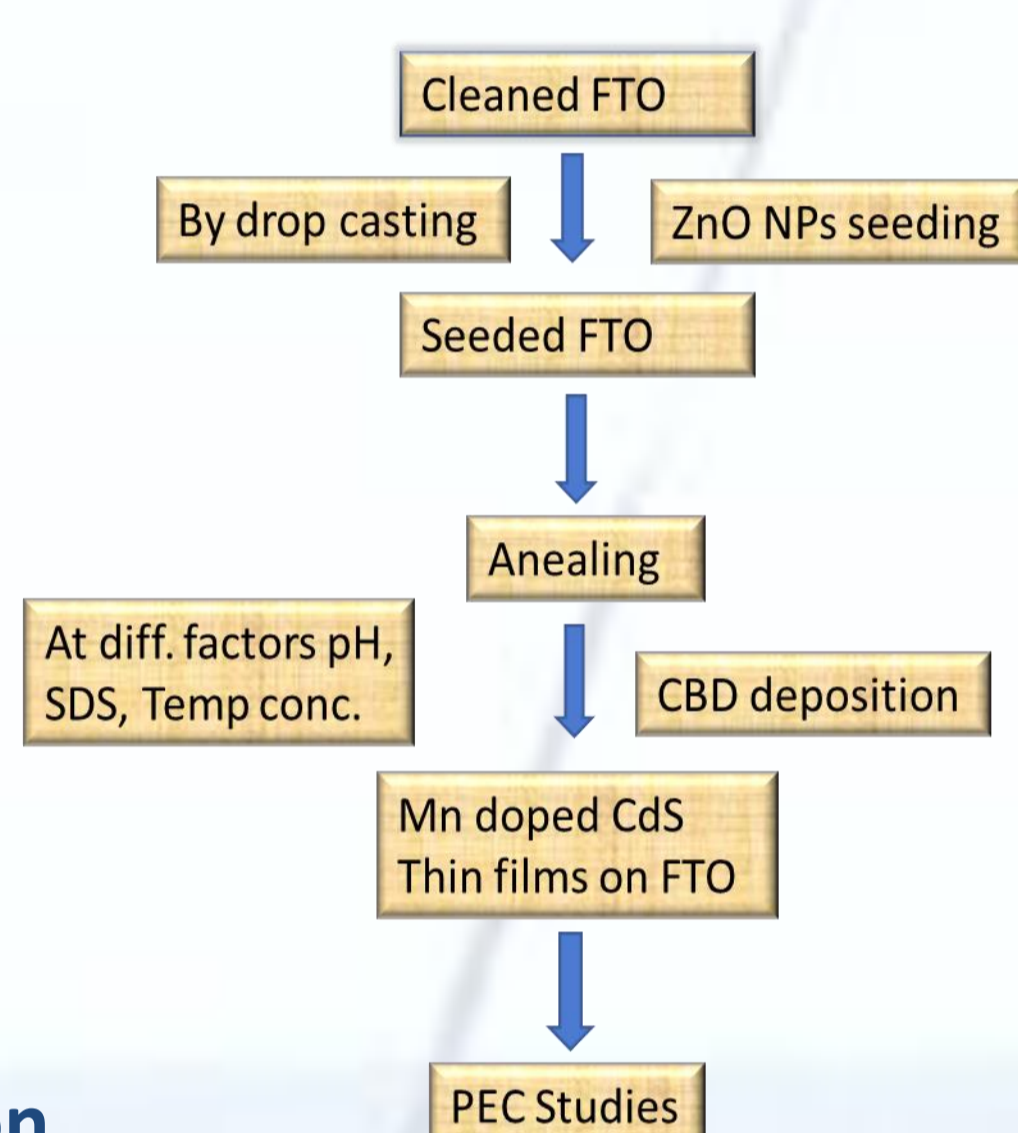 Cleaned FTO
By drop casting
ZnO NPs seeding
Seeded FTO
Anealing
At diff. factors pH,
SDS, Temp conc.
CBD deposition
Mn doped CdS
Thin films on FTO
PEC Studies